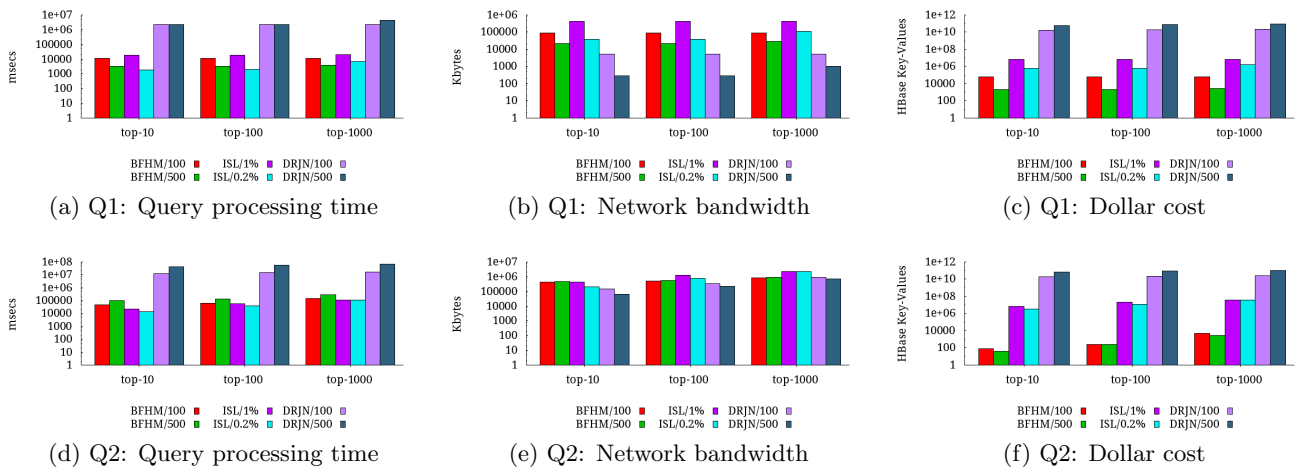 1e+07
1e+06
100000
10000
1000
100
10
1
msecs
top-10 top-100 top-1000
BFHM/100 ISL/1% DRJN/100
BFHM/500 ISL/0.2% DRJN/500
(a) Q1: Query processing time
1e+06
100000
10000
1000
100
10
1
Kbytes
top-10 top-100 top-1000
BFHM/100 ISL/1% DRJN/100
BFHM/500 ISL/0.2% DRJN/500
(b) Q1: Network bandwidth
1e+12
1e+10
1e+08
1e+06
10000
100
1
HBase Key-Values
top-10 top-100 top-1000
BFHM/100 ISL/1% DRJN/100
BFHM/500 ISL/0.2% DRJN/500
(c) Q1: Dollar cost
1e+08
1e+07
1e+06
100000
10000
1000
100
10
1
msecs
top-10 top-100 top-1000
BFHM/100 ISL/1% DRJN/100
BFHM/500 ISL/0.2% DRJN/500
(d) Q2: Query processing time
1e+07
1e+06
100000
10000
1000
100
10
1
Kbytes
top-10 top-100 top-1000
BFHM/100 ISL/1% DRJN/100
BFHM/500 ISL/0.2% DRJN/500
(e) Q2: Network bandwidth
1e+12
1e+10
1e+08
1e+06
10000
100
1
HBase Key-Values
top-10 top-100 top-1000
BFHM/100 ISL/1% DRJN/100
BFHM/500 ISL/0.2% DRJN/500
(f) Q2: Dollar cost